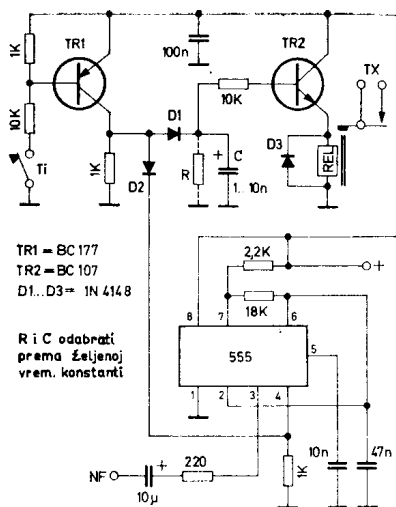 1K
TR1
100n
TR2
TX
10K
10K
D1
+
C
1..10n
D3
REL
Ti
1K
D2
R
TR1 = BC 177
TR2 = BC 107
D1...D3 = 1N 4148
2,2K
+
18K
8
7
6
R i C odabrati
prema željenoj
vrem. konstanti
555
5
1
2
3
4
NF
+
10µ
220
1K
10n
47n